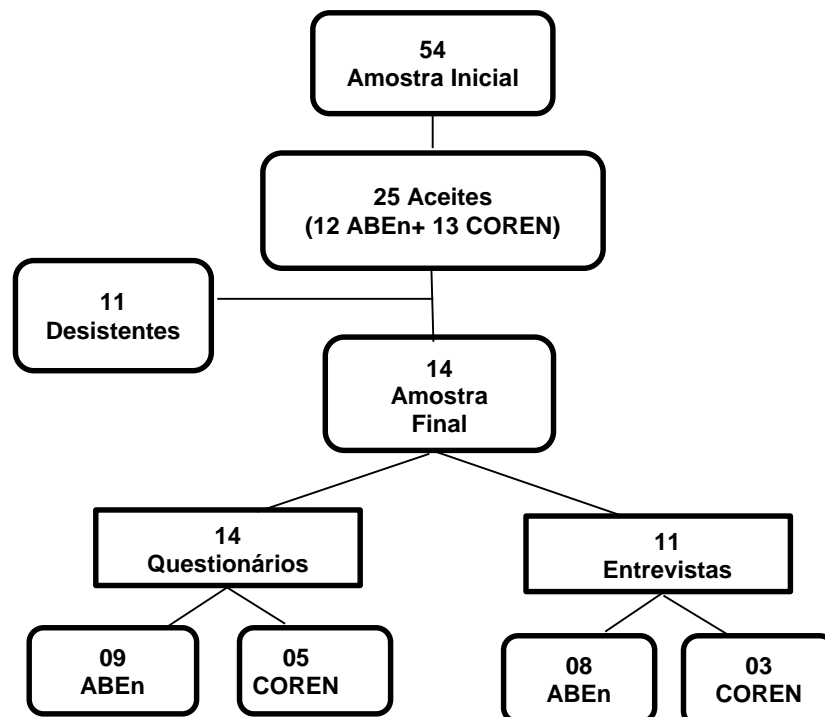 54
Amostra Inicial
25 Aceites
(12 ABEn+ 13 COREN)
11
Desistentes
14
Amostra
Final
14
Questionários
11
Entrevistas
09
ABEn
05
COREN
08
ABEn
03
COREN